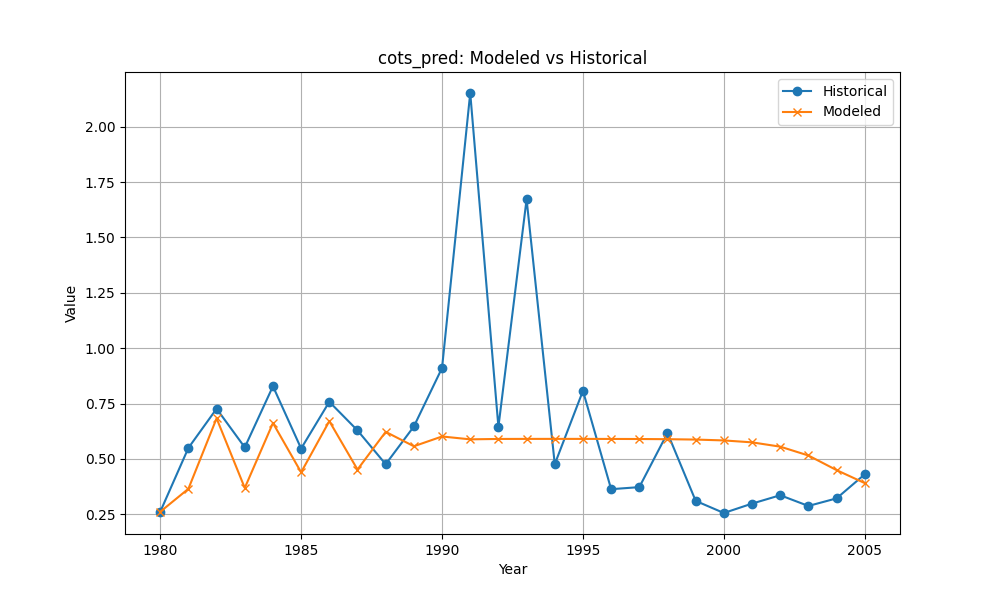 cots_pred: Modeled vs Historical
Historical
Modeled
Value
2.00
1.75
1.50
1.25
1.00
0.75
0.50
0.25
1980 1985 1990 1995 2000 2005
Year